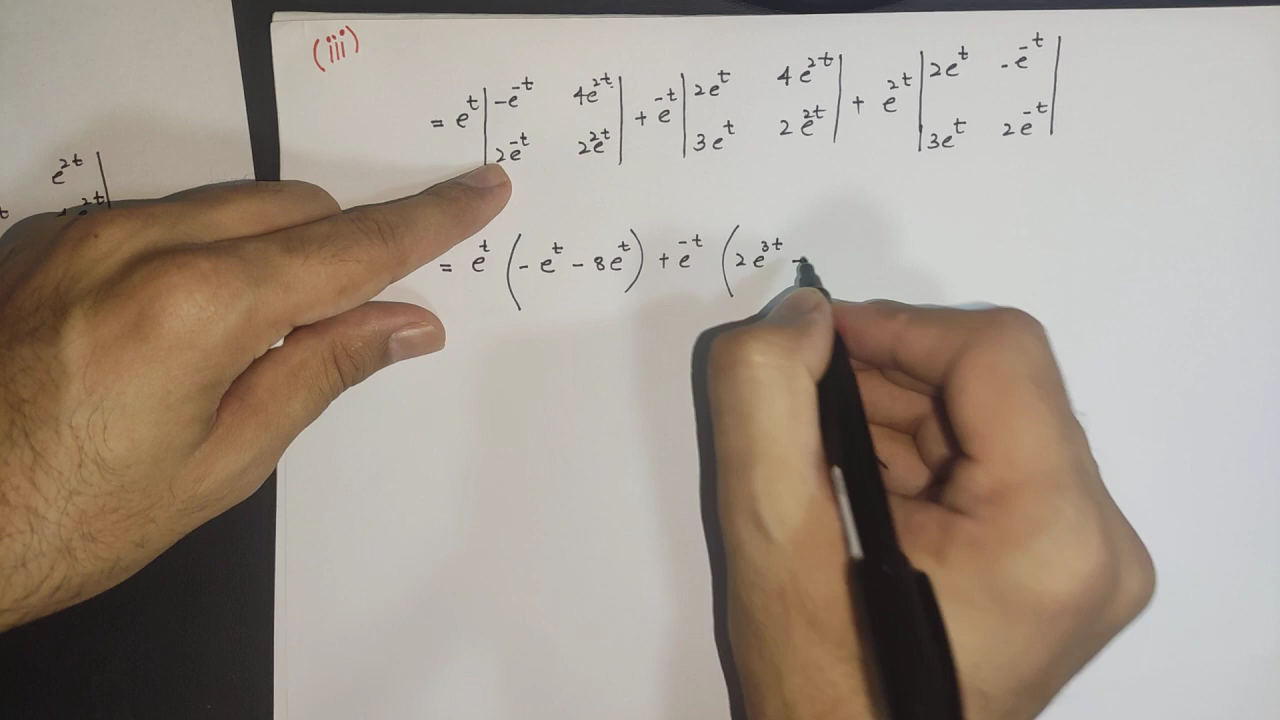 (iii)
= e^t | -e^{-t} 4e^{2t} | + e^{-t} | 2e^t 4e^{2t} | + e^{2t} | 2e^t -e^{-t} |
| 2e^{-t} 2e^{2t} | | 3e^t 2e^{2t} | | 3e^t 2e^{-t} |
e^{2t} |
= e^t ( -e^t - 8e^t ) + e^{-t} ( 2e^{3t} -